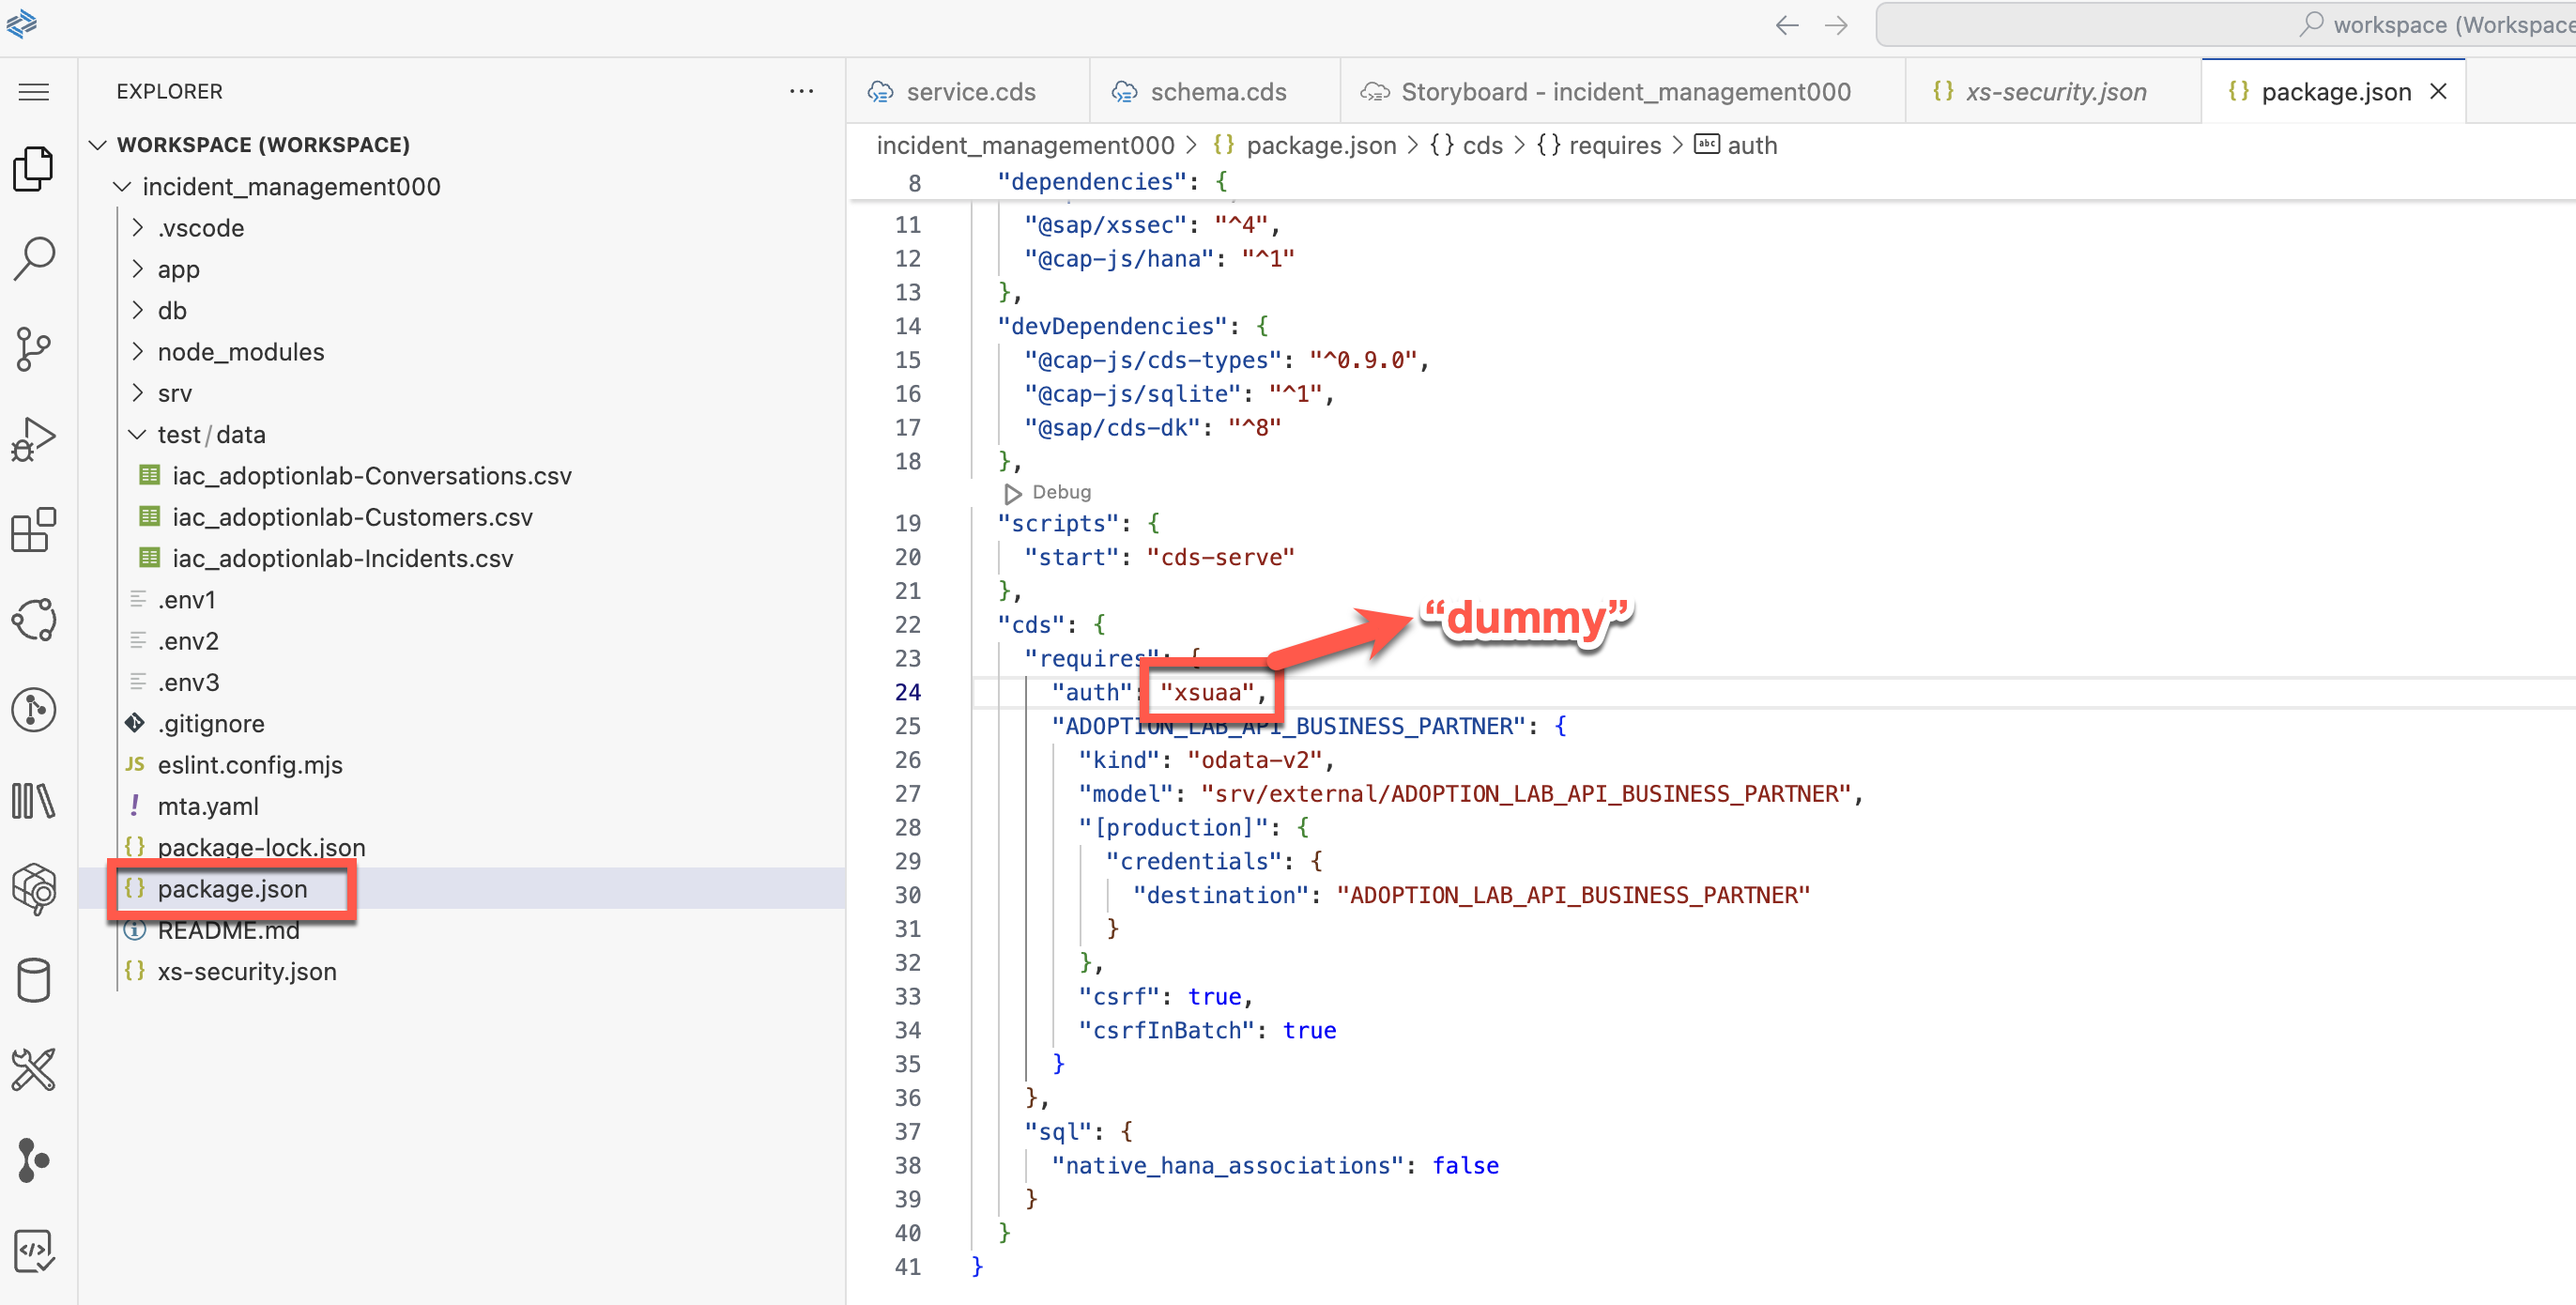 workspace (Workspace
EXPLORER
service.cds
schema.cds
Storyboard - incident_management000
{} xs-security.json
{} package.json
WORKSPACE (WORKSPACE)
incident_management000 > {} package.json > {} cds > {} requires > abc auth
incident_management000
.vscode
app
db
node_modules
srv
test/data
iac_adoptionlab-Conversations.csv
iac_adoptionlab-Customers.csv
iac_adoptionlab-Incidents.csv
.env1
.env2
.env3
.gitignore
JS eslint.config.mjs
! mta.yaml
{} package-lock.json
{} package.json
README.md
{} xs-security.json
8 "dependencies": {
11 "@sap/xssec": "^4",
12 "@cap-js/hana": "^1"
13 },
14 "devDependencies": {
15 "@cap-js/cds-types": "^0.9.0",
16 "@cap-js/sqlite": "^1",
17 "@sap/cds-dk": "^8"
18 },
Debug
19 "scripts": {
20 "start": "cds-serve"
21 },
22 "cds": {
23 "requires": {
24 "auth": "xsuaa",
“dummy”
25 "ADOPTION_LAB_API_BUSINESS_PARTNER": {
26 "kind": "odata-v2",
27 "model": "srv/external/ADOPTION_LAB_API_BUSINESS_PARTNER",
28 "[production]": {
29 "credentials": {
30 "destination": "ADOPTION_LAB_API_BUSINESS_PARTNER"
31 }
32 },
33 "csrf": true,
34 "csrfInBatch": true
35 }
36 },
37 "sql": {
38 "native_hana_associations": false
39 }
40 }
41 }